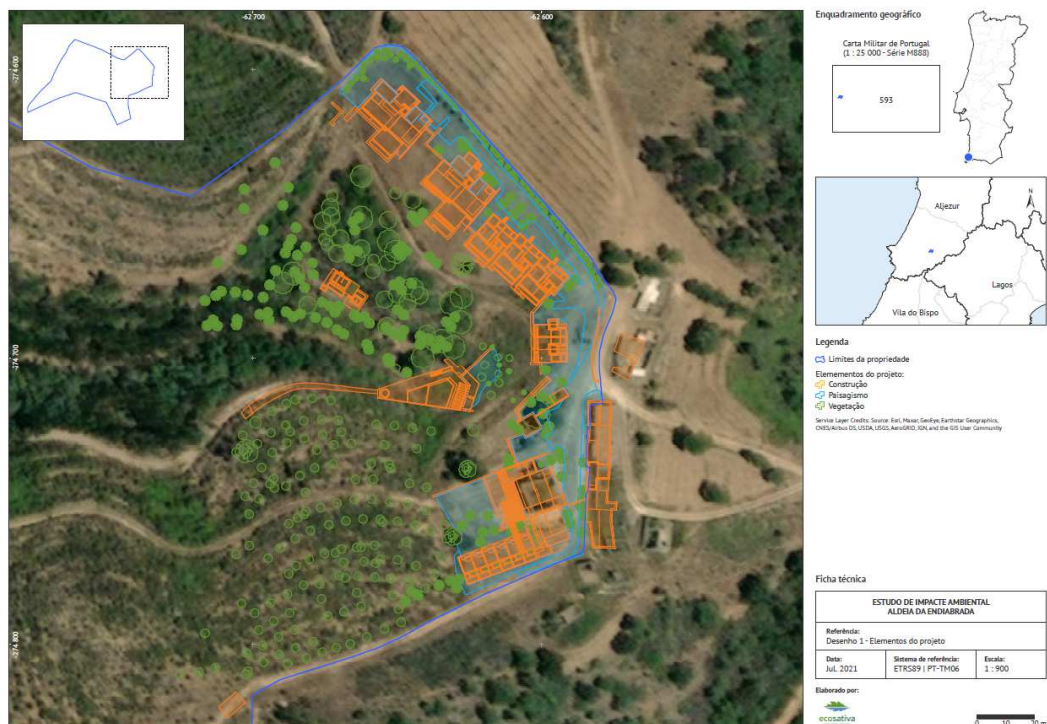 -62 700
-62 600
-274 600
-274 700
-274 800
Enquadramento geográfico
Carta Militar de Portugal
(1 : 25 000 - Série M888)
593
N
Aljezur
Lagos
Vila do Bispo
Legenda
Limites da propriedade
Elemementos do projeto:
Construção
Paisagismo
Vegetação
Service Layer Credits: Source: Esri, Maxar, GeoEye, Earthstar Geographics,
CNES/Airbus DS, USDA, USGS, AeroGRID, IGN, and the GIS User Community
Ficha técnica
ESTUDO DE IMPACTE AMBIENTAL
ALDEIA DA ENDIABRADA
Referência:
Desenho 1 - Elementos do projeto
Data:
Jul. 2021
Sistema de referência:
ETRS89 | PT-TM06
Escala:
1 : 900
Elaborado por:
ecosativa
0 10 20 m